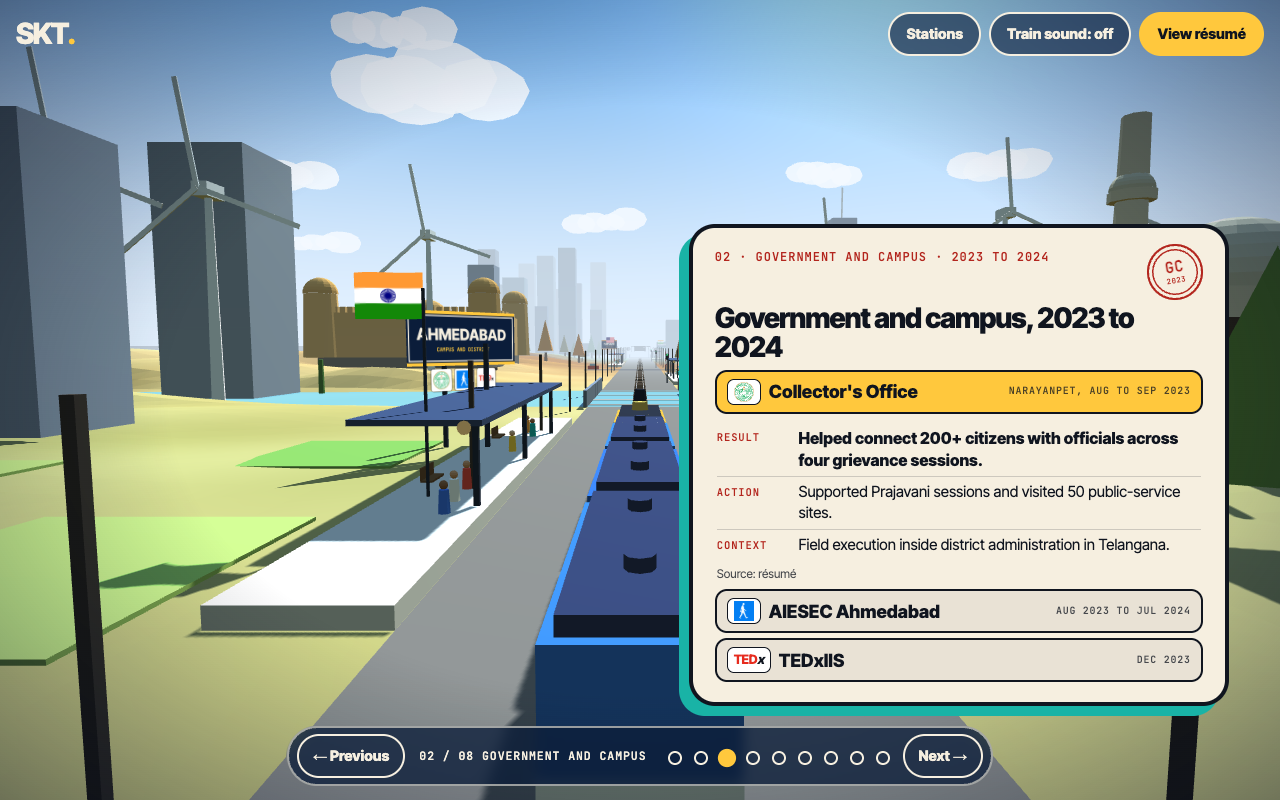 SKT.
Stations
Train sound: off
View résumé
AHMEDABAD
CAMPUS AND DISTRICT
02 · GOVERNMENT AND CAMPUS · 2023 TO 2024
GC
2023
Government and campus, 2023 to
2024
Collector's Office
NARAYANPET, AUG TO SEP 2023
RESULT
Helped connect 200+ citizens with officials across
four grievance sessions.
ACTION
Supported Prajavani sessions and visited 50 public-service
sites.
CONTEXT
Field execution inside district administration in Telangana.
Source: résumé
AIESEC Ahmedabad
AUG 2023 TO JUL 2024
TEDx
TEDxIIS
DEC 2023
← Previous
02 / 08 GOVERNMENT AND CAMPUS
Next →